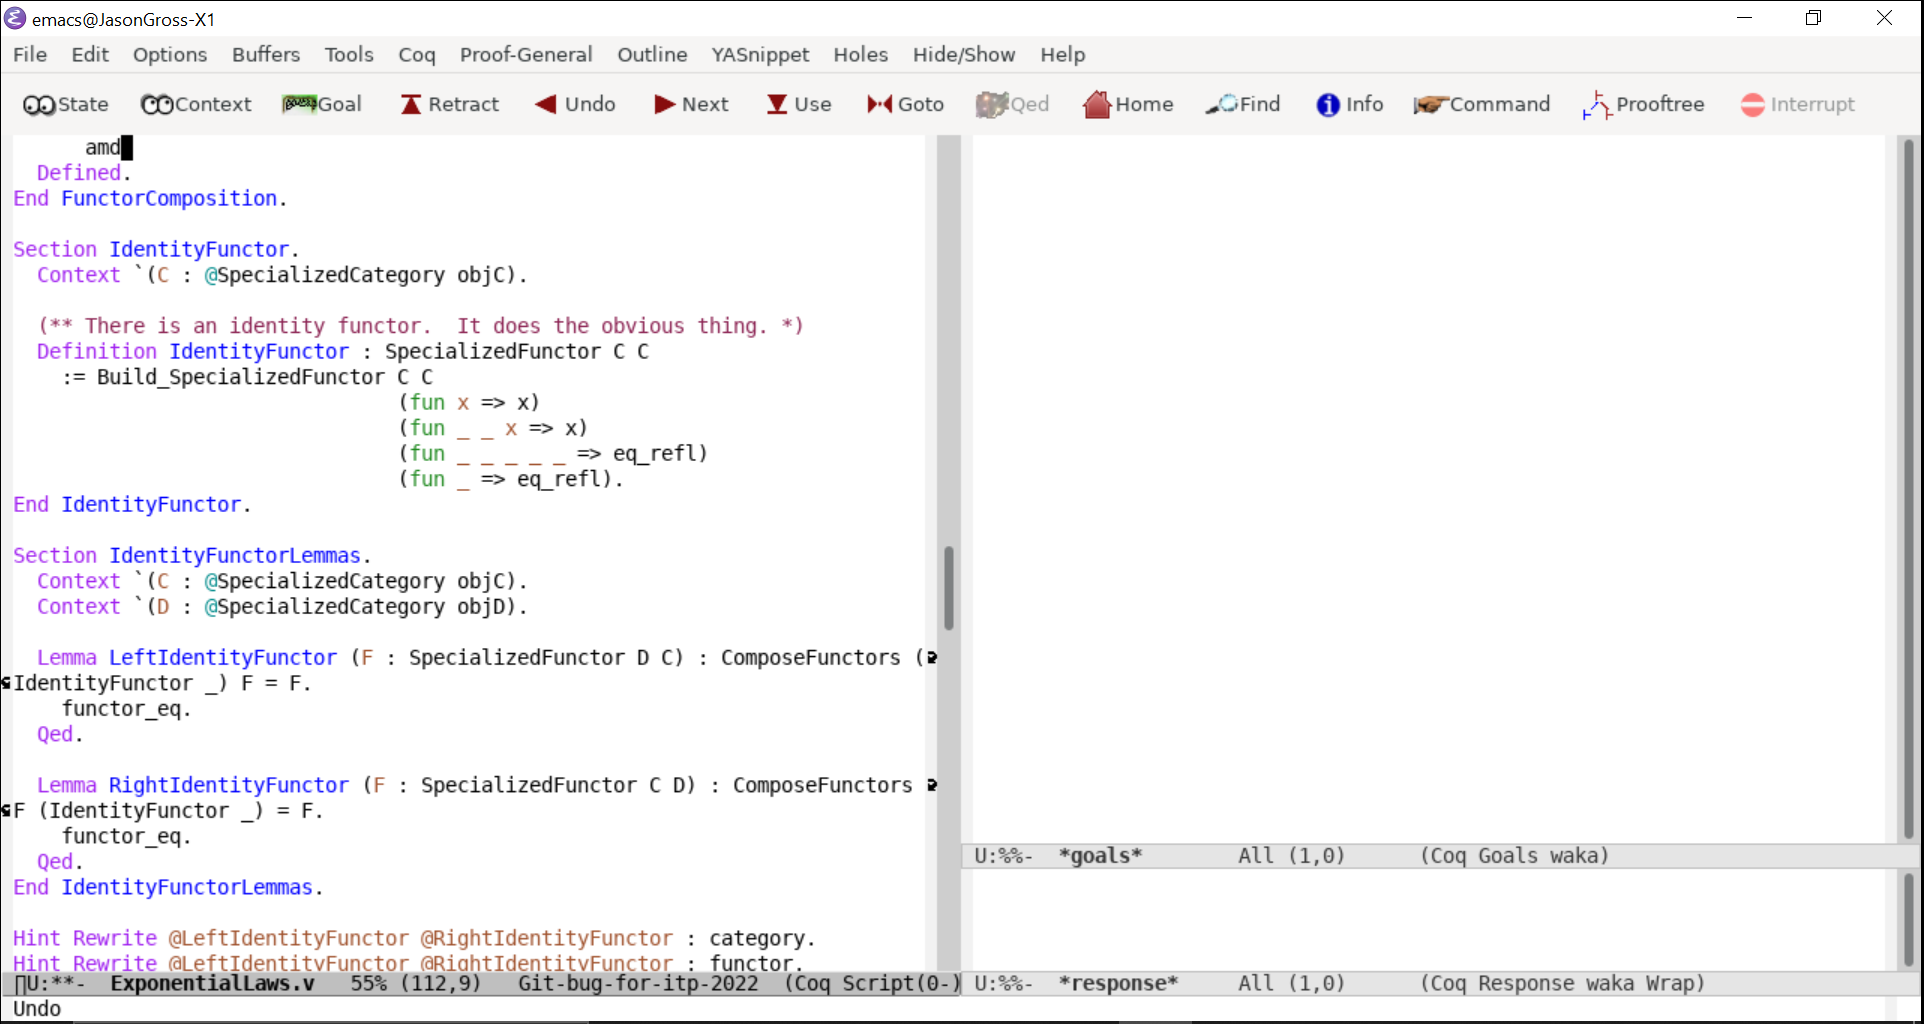 emacs@JasonGross-X1
File Edit Options Buffers Tools Coq Proof-General Outline YASnippet Holes Hide/Show Help
State Context Goal Retract Undo Next Use Goto Qed Home Find Info Command Prooftree Interrupt
      amd
  Defined.
End FunctorComposition.
Section IdentityFunctor.
  Context `(C : @SpecializedCategory objC).
  (** There is an identity functor.  It does the obvious thing. *)
  Definition IdentityFunctor : SpecializedFunctor C C
    := Build_SpecializedFunctor C C
                                (fun x => x)
                                (fun _ _ x => x)
                                (fun _ _ _ _ _ => eq_refl)
                                (fun _ => eq_refl).
End IdentityFunctor.
Section IdentityFunctorLemmas.
  Context `(C : @SpecializedCategory objC).
  Context `(D : @SpecializedCategory objD).
  Lemma LeftIdentityFunctor (F : SpecializedFunctor D C) : ComposeFunctors (
IdentityFunctor _) F = F.
    functor_eq.
  Qed.
  Lemma RightIdentityFunctor (F : SpecializedFunctor C D) : ComposeFunctors
F (IdentityFunctor _) = F.
    functor_eq.
  Qed.
End IdentityFunctorLemmas.
Hint Rewrite @LeftIdentityFunctor @RightIdentityFunctor : category.
Hint Rewrite @LeftIdentityFunctor @RightIdentityFunctor : functor.
U:**-  ExponentialLaws.v   55% (112,9)   Git-bug-for-itp-2022  (Coq Script(0-)
U:%%-  *goals*        All (1,0)      (Coq Goals waka)
U:%%-  *response*     All (1,0)      (Coq Response waka Wrap)
Undo